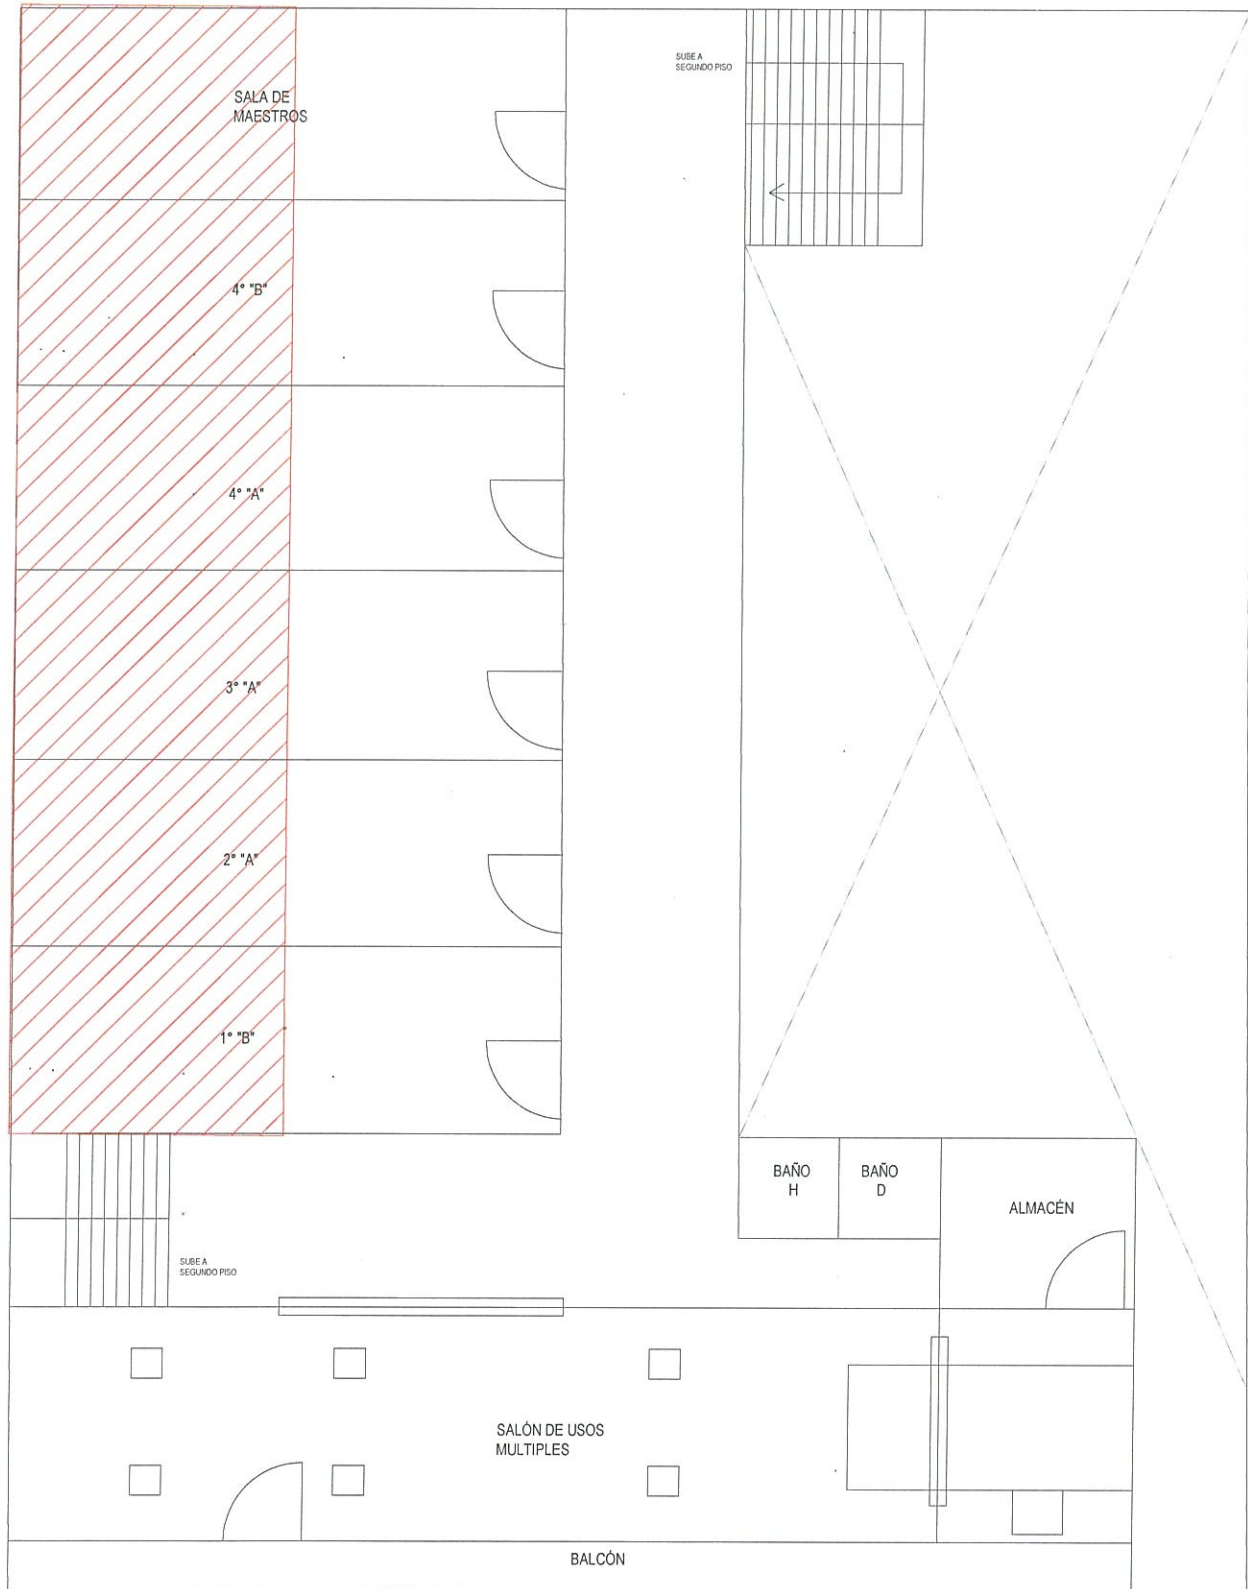 SUBE A
SEGUNDO PISO
SALA DE
MAESTROS
4° "B"
4° "A"
3° "A"
2° "A"
1° "B"
BAÑO
H
BAÑO
D
ALMACÉN
SUBE A
SEGUNDO PISO
SALÓN DE USOS
MULTIPLES
BALCÓN